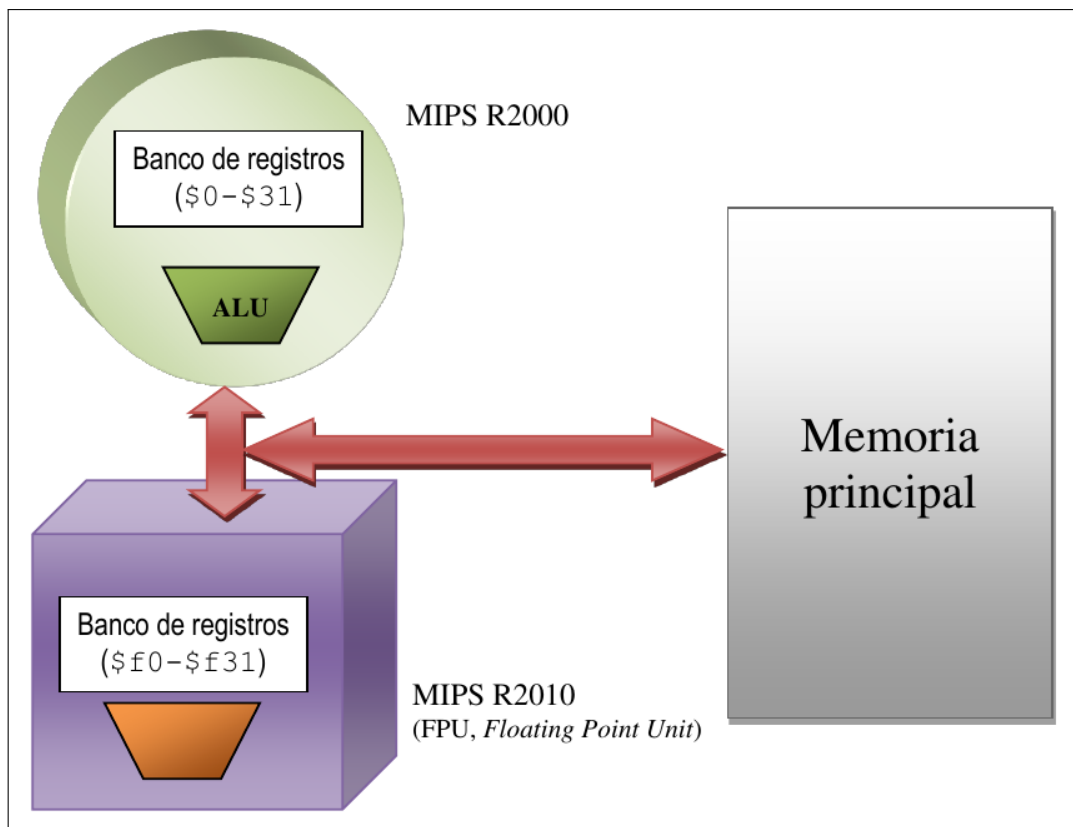 MIPS R2000
Banco de registros
($0-$31)
ALU
Memoria
principal
Banco de registros
($f0-$f31)
MIPS R2010
(FPU, Floating Point Unit)